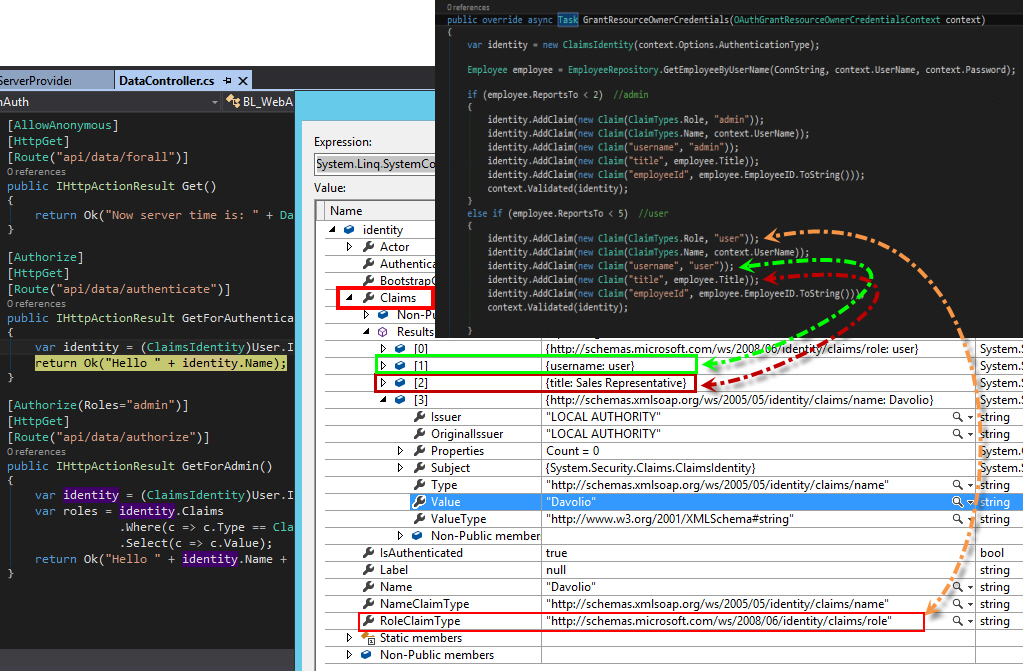 0 references
public override async Task GrantResourceOwnerCredentials(OAuthGrantResourceOwnerCredentialsContext context)
{
var identity = new ClaimsIdentity(context.Options.AuthenticationType);
Employee employee = EmployeeRepository.GetEmployeeByUserName(ConnString, context.UserName, context.Password);
if (employee.ReportsTo < 2) //admin
{
identity.AddClaim(new Claim(ClaimTypes.Role, "admin"));
identity.AddClaim(new Claim(ClaimTypes.Name, context.UserName));
identity.AddClaim(new Claim("username", "admin"));
identity.AddClaim(new Claim("title", employee.Title));
identity.AddClaim(new Claim("employeeId", employee.EmployeeID.ToString()));
context.Validated(identity);
}
else if (employee.ReportsTo < 5) //user
{
identity.AddClaim(new Claim(ClaimTypes.Role, "user"));
identity.AddClaim(new Claim(ClaimTypes.Name, context.UserName));
identity.AddClaim(new Claim("username", "user"));
identity.AddClaim(new Claim("title", employee.Title));
identity.AddClaim(new Claim("employeeId", employee.EmployeeID.ToString()));
context.Validated(identity);
}
ServerProvider DataController.cs
nAuth BL_WebA
[AllowAnonymous]
[HttpGet]
[Route("api/data/forall")]
0 references
public IHttpActionResult Get()
{
return Ok("Now server time is: " + Da
}
[Authorize]
[HttpGet]
[Route("api/data/authenticate")]
0 references
public IHttpActionResult GetForAuthentica
{
var identity = (ClaimsIdentity)User.I
return Ok("Hello " + identity.Name);
}
[Authorize(Roles="admin")]
[HttpGet]
[Route("api/data/authorize")]
0 references
public IHttpActionResult GetForAdmin()
{
var identity = (ClaimsIdentity)User.I
var roles = identity.Claims
.Where(c => c.Type == Cla
.Select(c => c.Value);
return Ok("Hello " + identity.Name +
}
Expression:
System.Linq.SystemCo
Value:
Name
identity
Actor
Authentica
BootstrapC
Claims
Non-Pu
Results
[0] {http://schemas.microsoft.com/ws/2008/06/identity/claims/role: user} System.S
[1] {username: user} System.S
[2] {title: Sales Representative} System.S
[3] {http://schemas.xmlsoap.org/ws/2005/05/identity/claims/name: Davolio} System.S
Issuer "LOCAL AUTHORITY" string
OriginalIssuer "LOCAL AUTHORITY" string
Properties Count = 0 System.C
Subject {System.Security.Claims.ClaimsIdentity} System.S
Type "http://schemas.xmlsoap.org/ws/2005/05/identity/claims/name" string
Value "Davolio" string
ValueType "http://www.w3.org/2001/XMLSchema#string" string
Non-Public member
IsAuthenticated true bool
Label null string
Name "Davolio" string
NameClaimType "http://schemas.xmlsoap.org/ws/2005/05/identity/claims/name" string
RoleClaimType "http://schemas.microsoft.com/ws/2008/06/identity/claims/role" string
Static members
Non-Public members